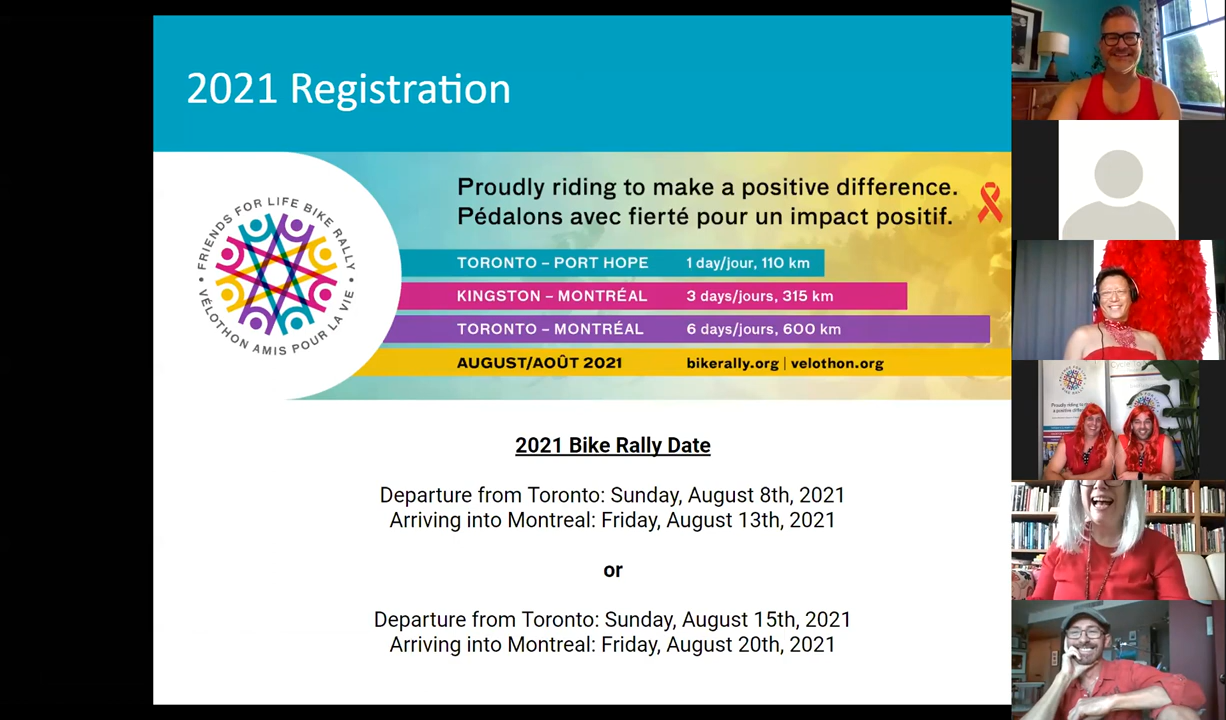 2021 Registration
FRIENDS FOR LIFE BIKE RALLY
VÉLOTHON AMIS POUR LA VIE
Proudly riding to make a positive difference.
Pédalons avec fierté pour un impact positif.
TORONTO – PORT HOPE 1 day/jour, 110 km
KINGSTON – MONTRÉAL 3 days/jours, 315 km
TORONTO – MONTRÉAL 6 days/jours, 600 km
AUGUST/AOÛT 2021 bikerally.org | velothon.org
2021 Bike Rally Date
Departure from Toronto: Sunday, August 8th, 2021
Arriving into Montreal: Friday, August 13th, 2021
or
Departure from Toronto: Sunday, August 15th, 2021
Arriving into Montreal: Friday, August 20th, 2021